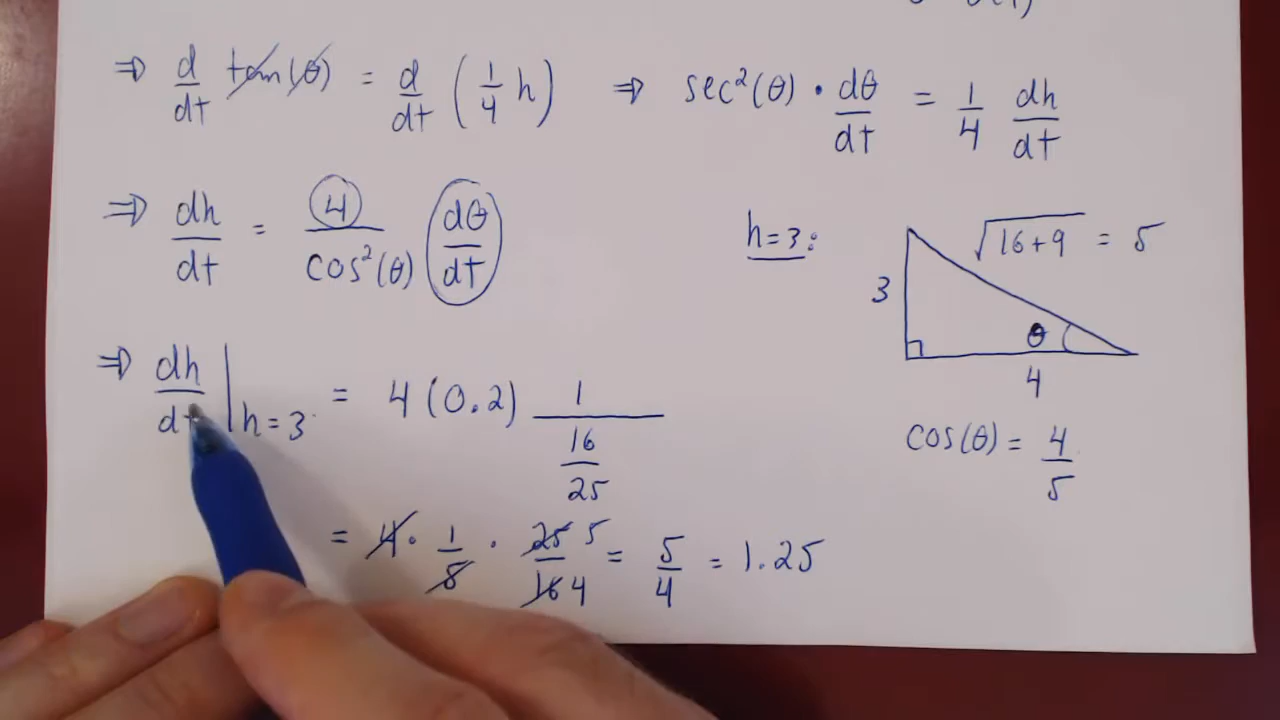 ⇒ d/dt tan(θ) = d/dt (1/4 h) ⇒ sec²(θ) · dθ/dt = 1/4 dh/dt
⇒ dh/dt = 4/cos²(θ) dθ/dt
h=3:
√16+9 = 5
3
θ
4
cos(θ) = 4/5
⇒ dh/dt | h=3 = 4(0.2) 1/(16/25)
= 4 · 1/5 · 25/16 5/4 = 5/4 = 1.25